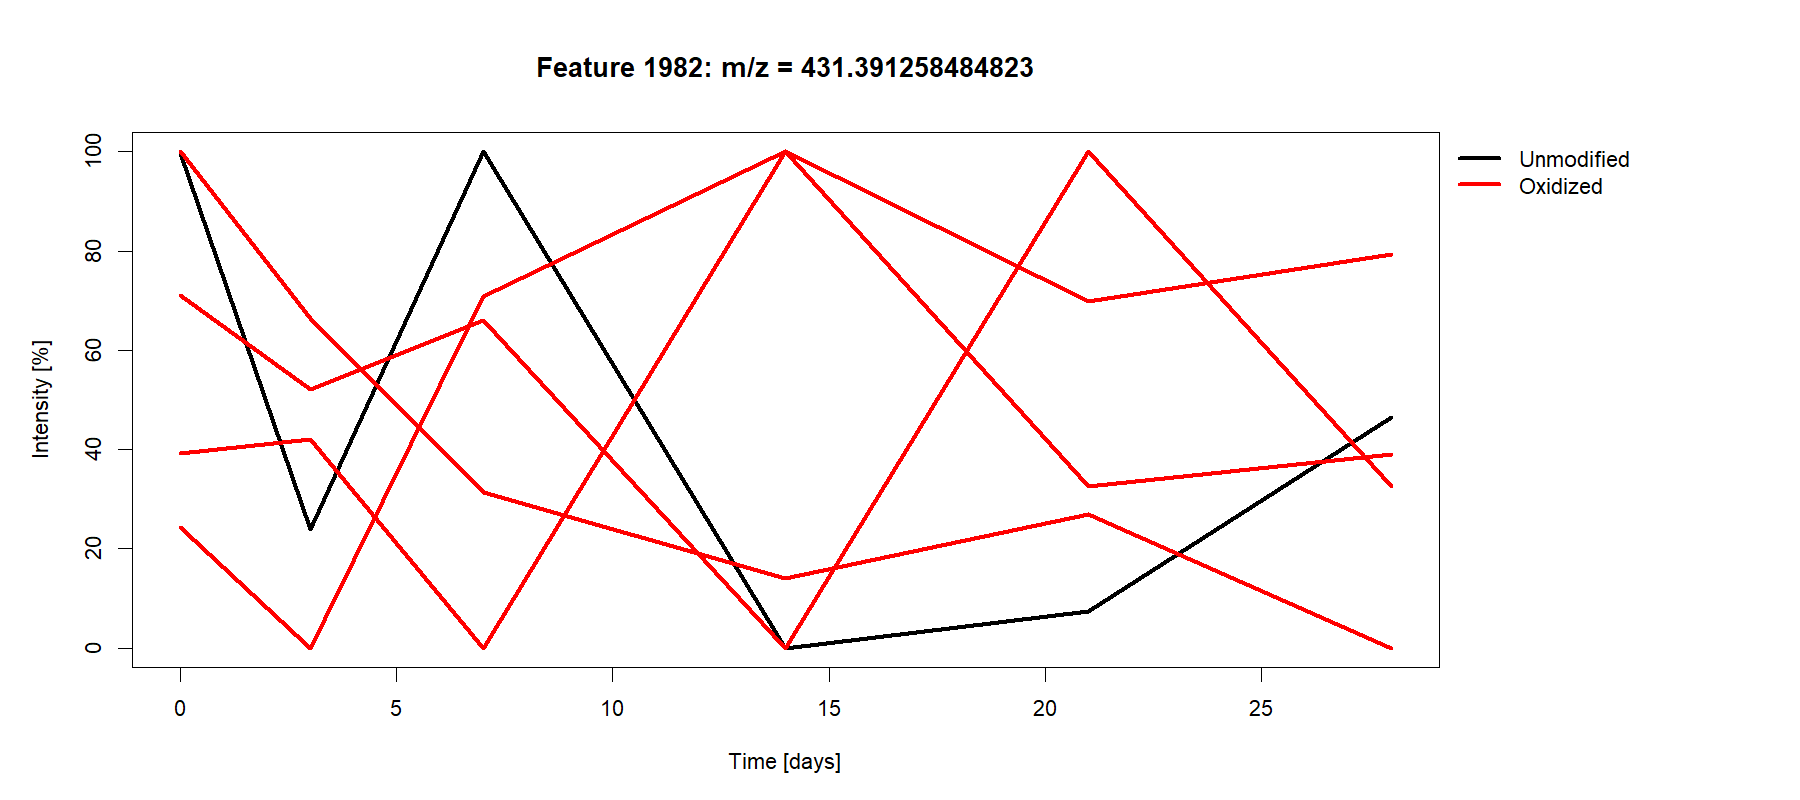 Feature 1982: m/z = 431.391258484823
Unmodified
Oxidized
Intensity [%]
100
80
60
40
20
0
0 5 10 15 20 25
Time [days]